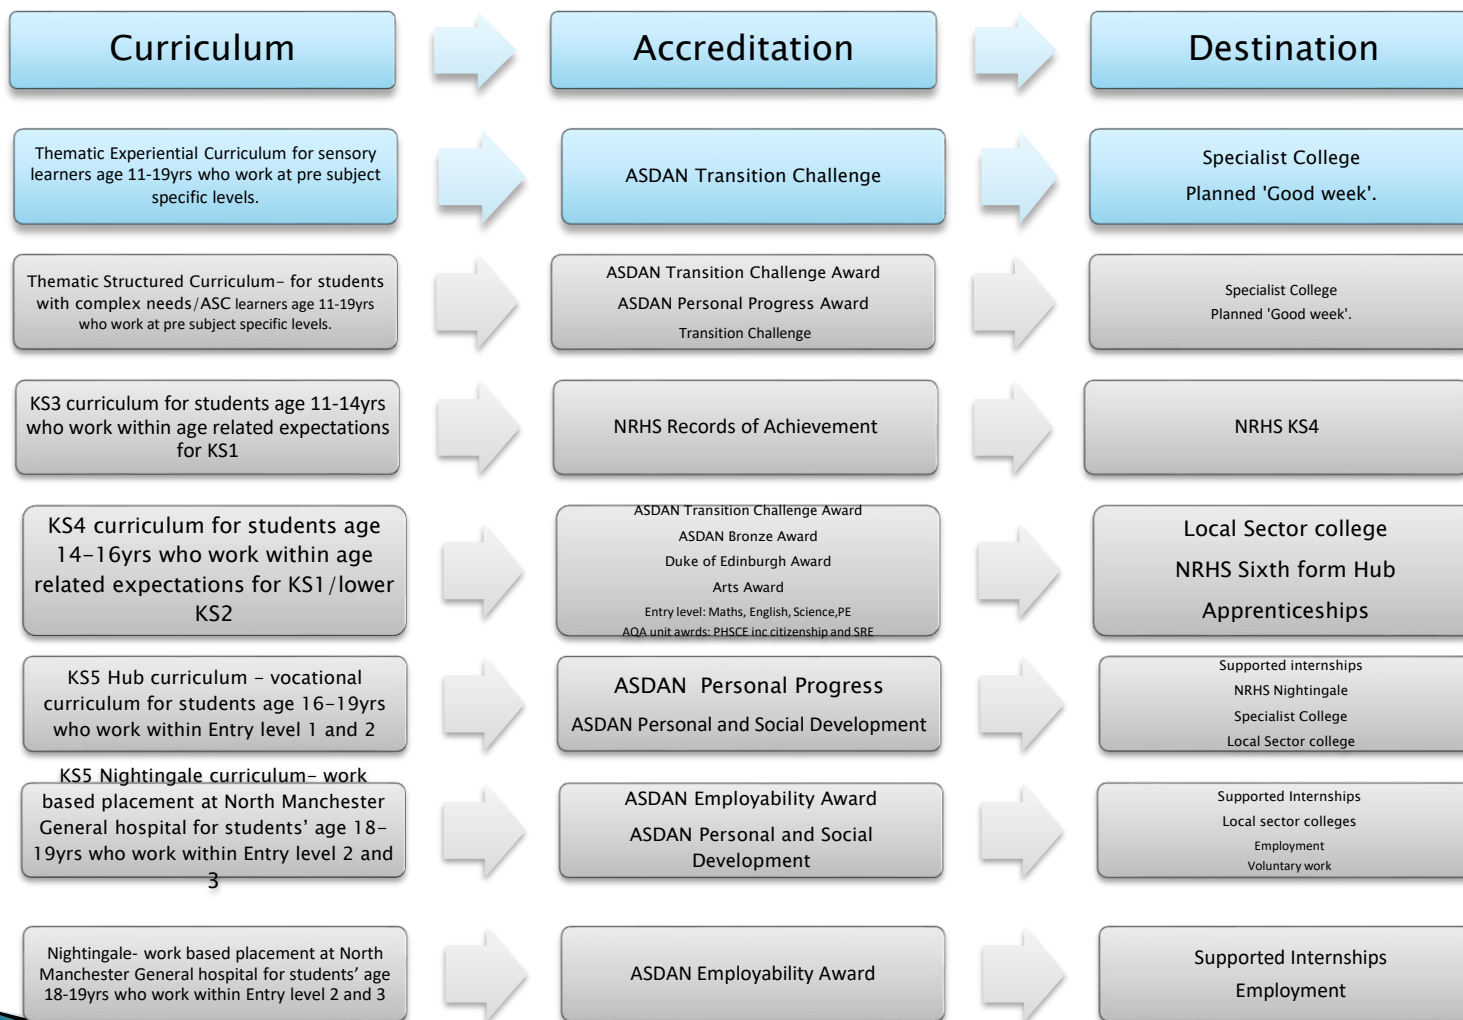 Curriculum
Accreditation
Destination
Thematic Experiential Curriculum for sensory
learners age 11-19yrs who work at pre subject
specific levels.
ASDAN Transition Challenge
Specialist College
Planned 'Good week'.
Thematic Structured Curriculum– for students
with complex needs/ASC learners age 11-19yrs
who work at pre subject specific levels.
ASDAN Transition Challenge Award
ASDAN Personal Progress Award
Transition Challenge
Specialist College
Planned 'Good week'.
KS3 curriculum for students age 11-14yrs
who work within age related expectations
for KS1
NRHS Records of Achievement
NRHS KS4
KS4 curriculum for students age
14–16yrs who work within age
related expectations for KS1/lower
KS2
ASDAN Transition Challenge Award
ASDAN Bronze Award
Duke of Edinburgh Award
Arts Award
Entry level: Maths, English, Science,PE
AQA unit awrds: PHSCE inc citizenship and SRE
Local Sector college
NRHS Sixth form Hub
Apprenticeships
KS5 Hub curriculum – vocational
curriculum for students age 16–19yrs
who work within Entry level 1 and 2
ASDAN Personal Progress
ASDAN Personal and Social Development
Supported internships
NRHS Nightingale
Specialist College
Local Sector college
KS5 Nightingale curriculum– work
based placement at North Manchester
General hospital for students’ age 18–
19yrs who work within Entry level 2 and
3
ASDAN Employability Award
ASDAN Personal and Social
Development
Supported Internships
Local sector colleges
Employment
Voluntary work
Nightingale- work based placement at North
Manchester General hospital for students’ age
18-19yrs who work within Entry level 2 and 3
ASDAN Employability Award
Supported Internships
Employment